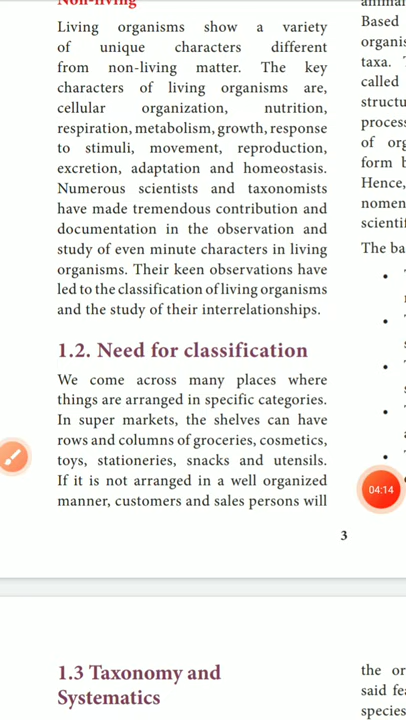 Non-living
Living organisms show a variety
of unique characters different
from non-living matter. The key
characters of living organisms are,
cellular organization, nutrition,
respiration, metabolism, growth, response
to stimuli, movement, reproduction,
excretion, adaptation and homeostasis.
Numerous scientists and taxonomists
have made tremendous contribution and
documentation in the observation and
study of even minute characters in living
organisms. Their keen observations have
led to the classification of living organisms
and the study of their interrelationships.
1.2. Need for classification
We come across many places where
things are arranged in specific categories.
In super markets, the shelves can have
rows and columns of groceries, cosmetics,
toys, stationeries, snacks and utensils.
If it is not arranged in a well organized
manner, customers and sales persons will
Based
taxa.
called
of
form
Hence,
The
04:14
3
1.3 Taxonomy and
Systematics
the
said
species